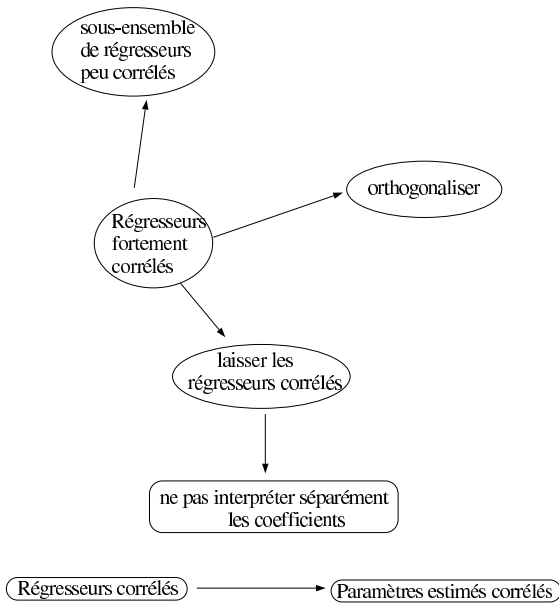 sous-ensemble
de régresseurs
peu corrélés
orthogonaliser
Régresseurs
fortement
corrélés
laisser les
régresseurs corrélés
ne pas interpréter séparément
les coefficients
Régresseurs corrélés
Paramètres estimés corrélés